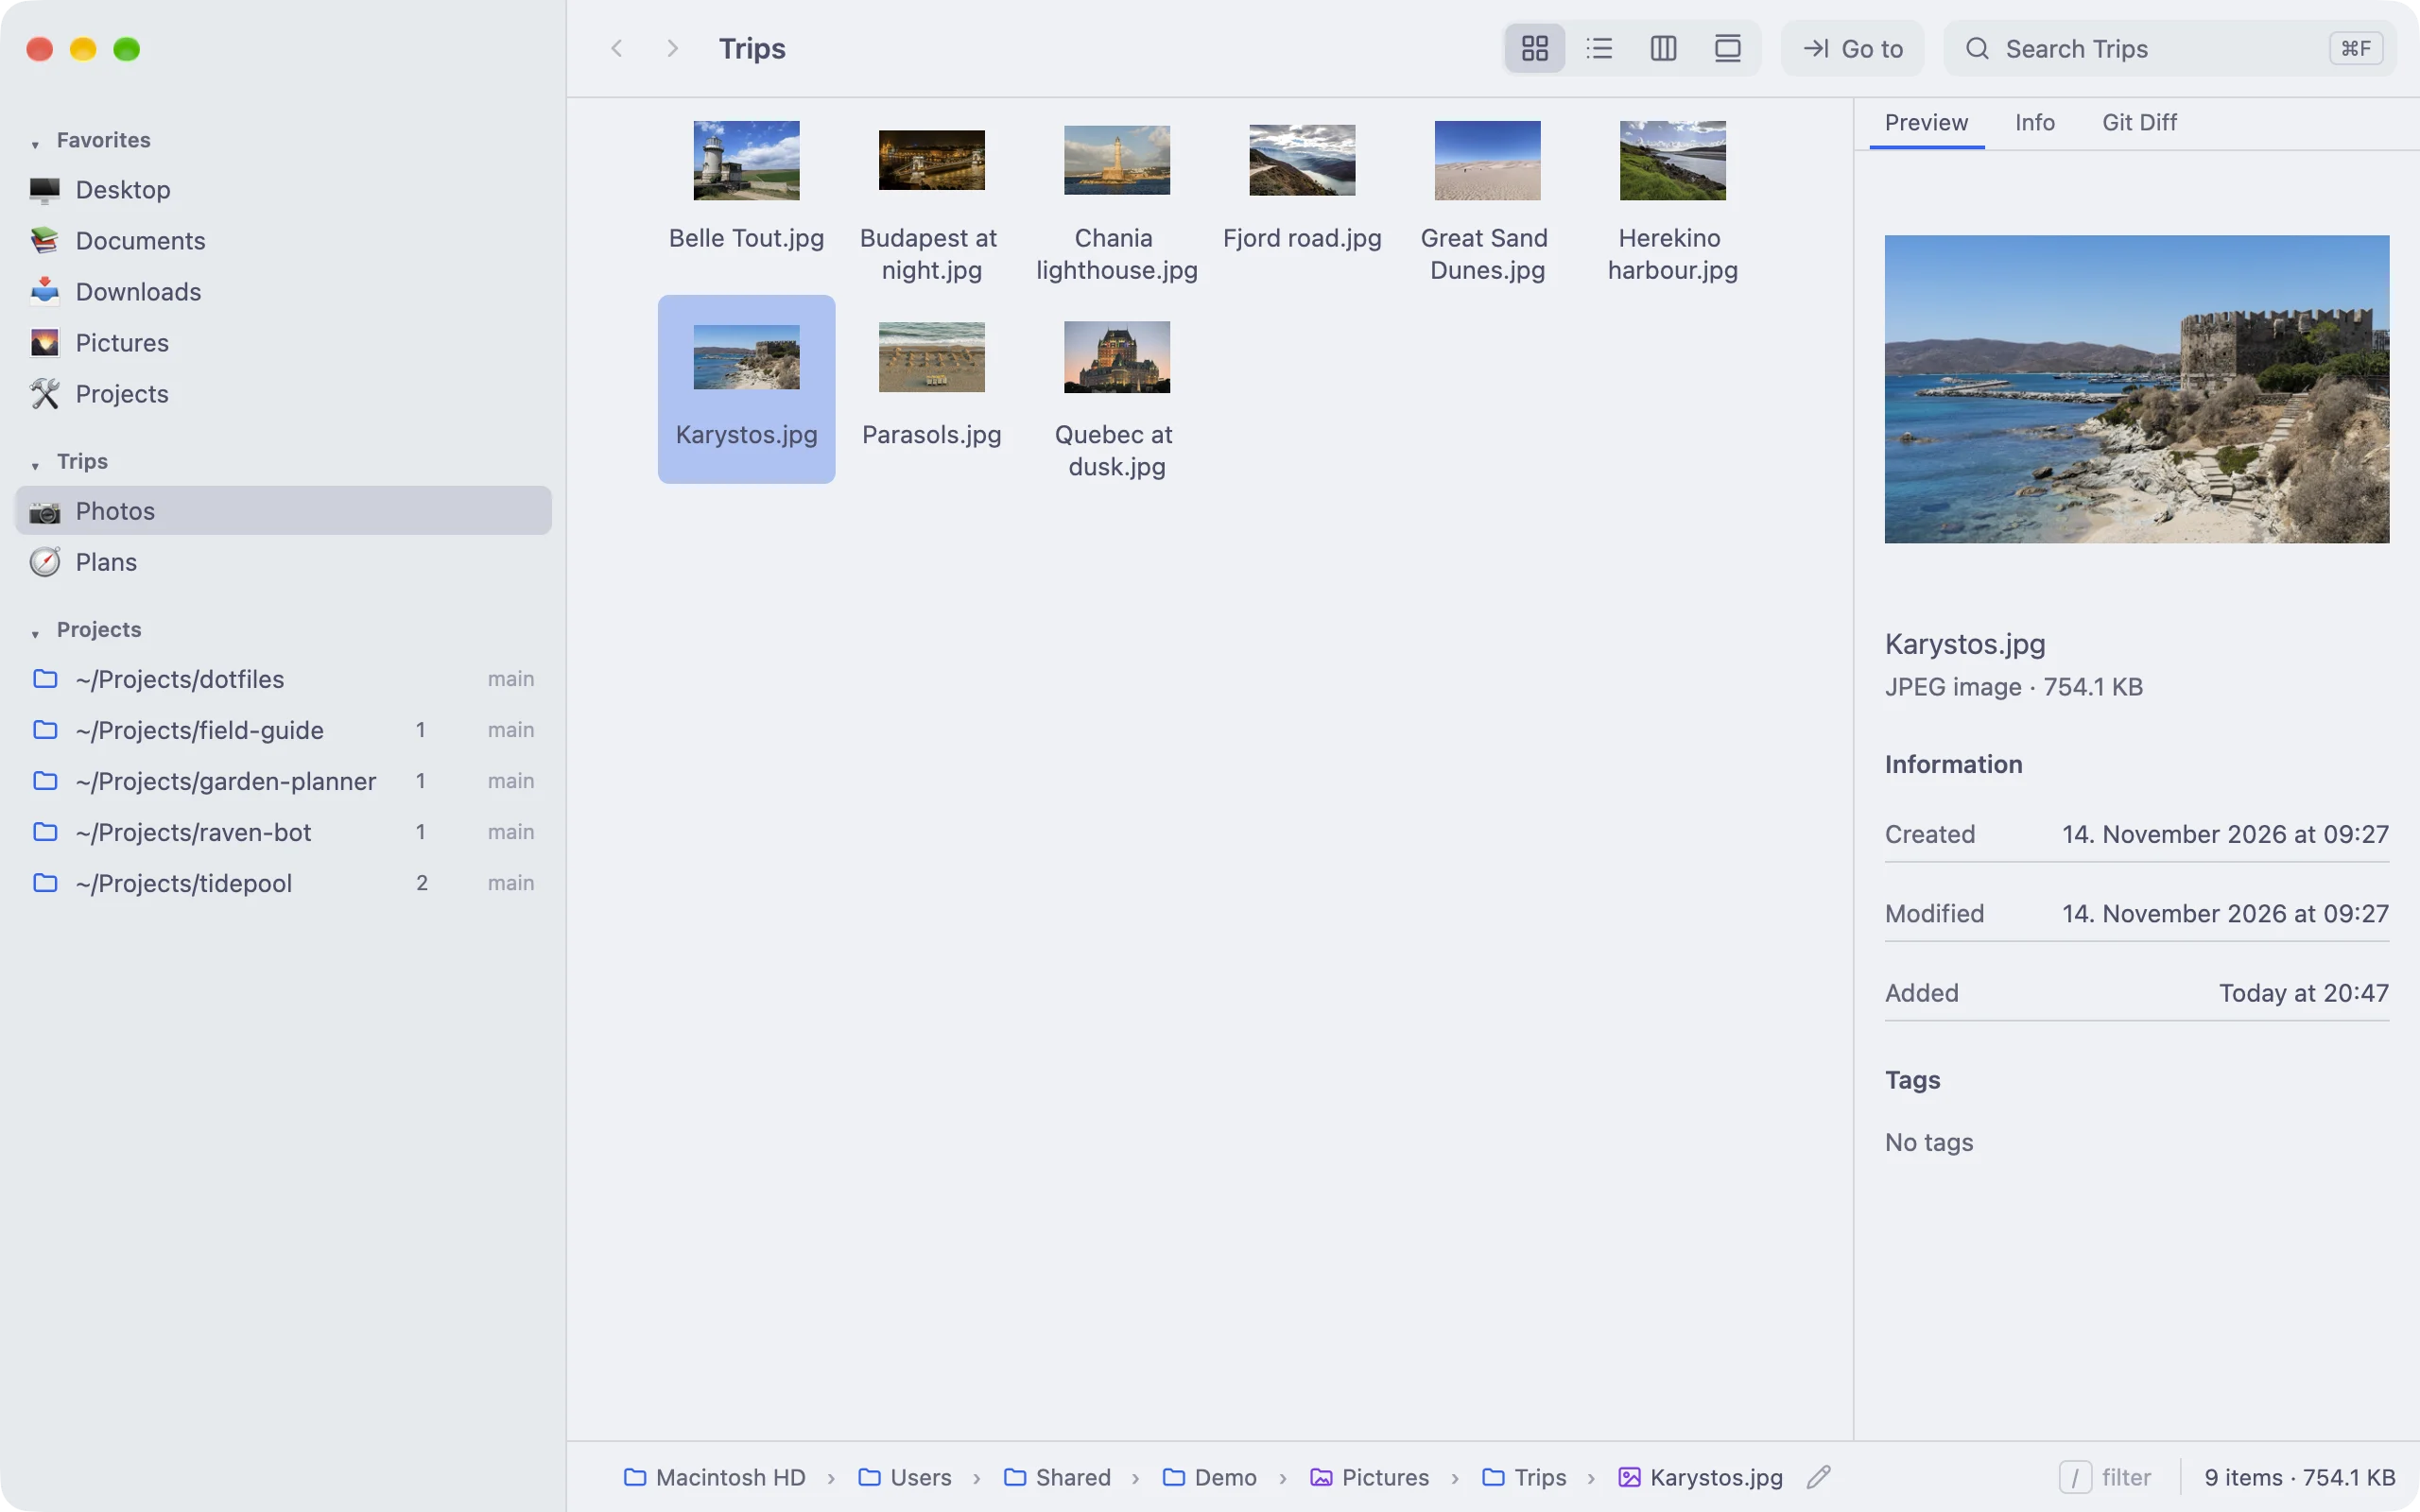 Favorites
Desktop
Documents
Downloads
Pictures
Projects
Trips
Photos
Plans
Projects
~/Projects/dotfiles main
~/Projects/field-guide 1 main
~/Projects/garden-planner 1 main
~/Projects/raven-bot 1 main
~/Projects/tidepool 2 main
Trips
Go to
Search Trips
⌘F
Belle Tout.jpg
Budapest at
night.jpg
Chania
lighthouse.jpg
Fjord road.jpg
Great Sand
Dunes.jpg
Herekino
harbour.jpg
Karystos.jpg
Parasols.jpg
Quebec at
dusk.jpg
Preview Info Git Diff
Karystos.jpg
JPEG image · 754.1 KB
Information
Created 14. November 2026 at 09:27
Modified 14. November 2026 at 09:27
Added Today at 20:47
Tags
No tags
Macintosh HD › Users › Shared › Demo › Pictures › Trips › Karystos.jpg
/ filter
9 items · 754.1 KB